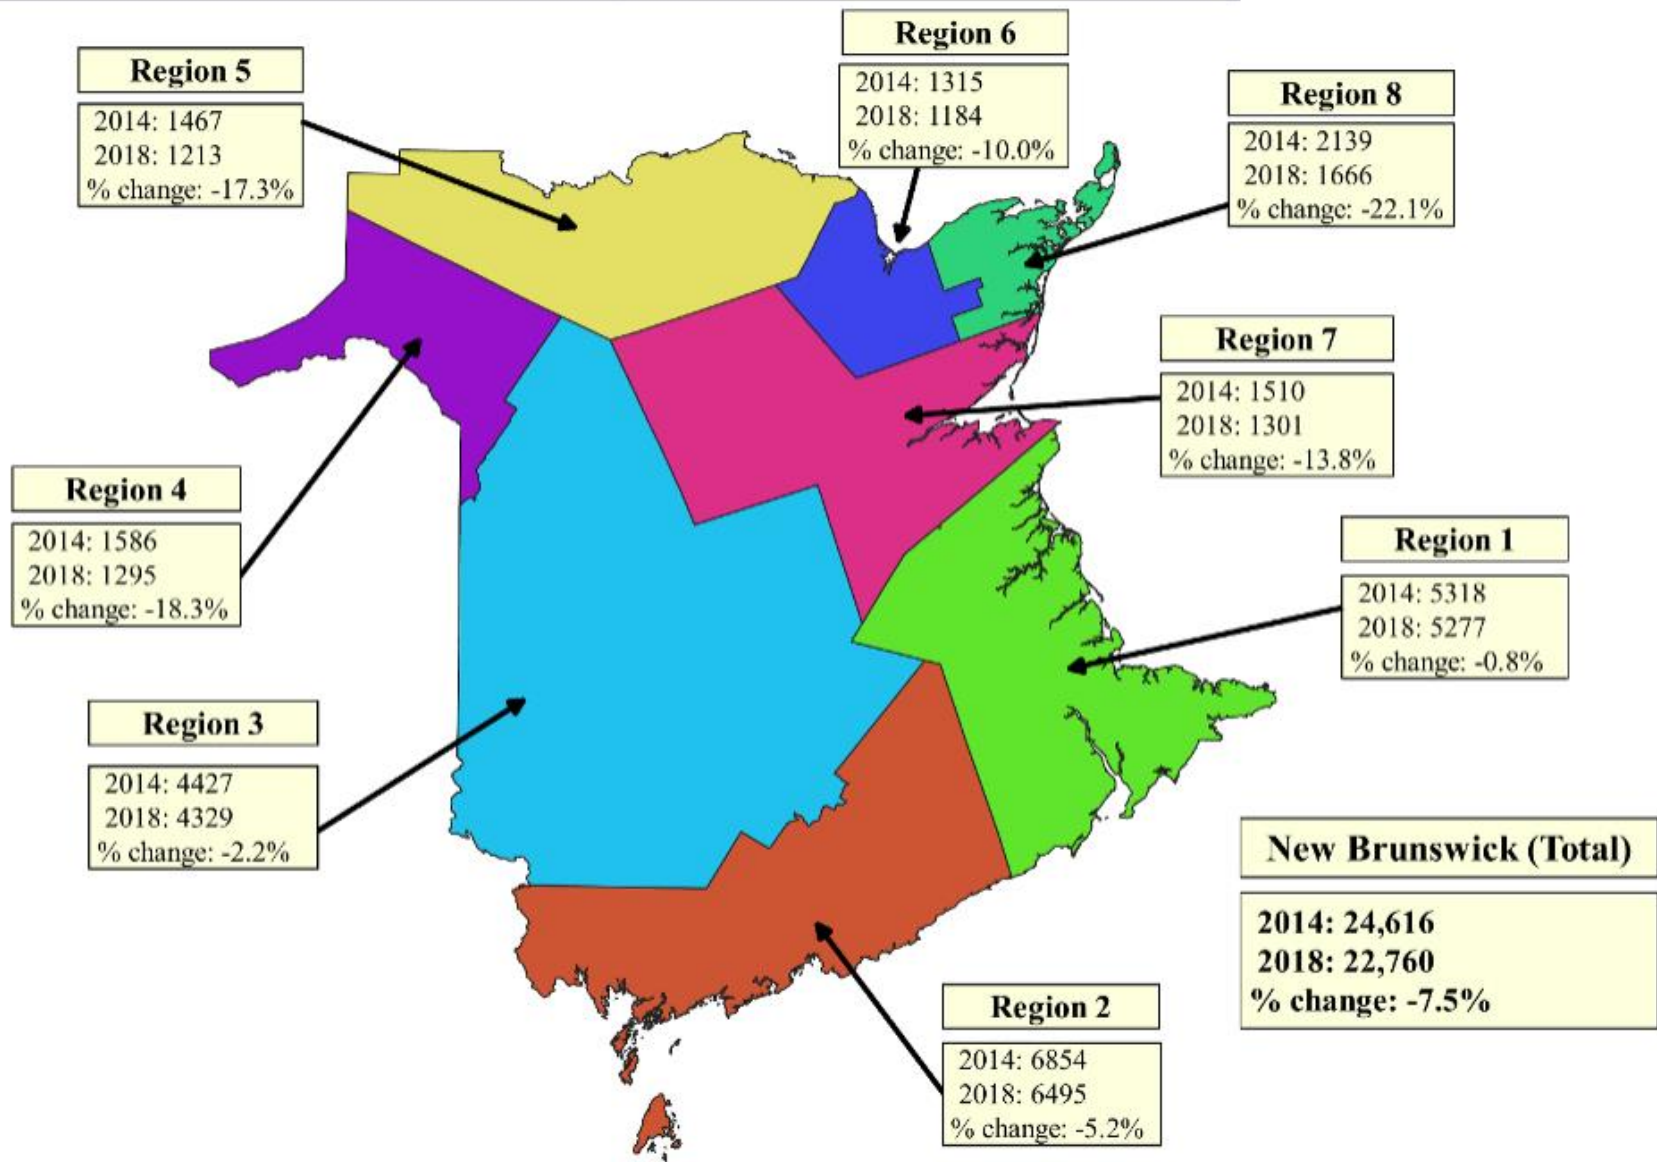 Region 6
2014: 1315
2018: 1184
% change: -10.0%
Region 5
2014: 1467
2018: 1213
% change: -17.3%
Region 8
2014: 2139
2018: 1666
% change: -22.1%
Region 7
2014: 1510
2018: 1301
% change: -13.8%
Region 4
2014: 1586
2018: 1295
% change: -18.3%
Region 1
2014: 5318
2018: 5277
% change: -0.8%
Region 3
2014: 4427
2018: 4329
% change: -2.2%
New Brunswick (Total)
2014: 24,616
2018: 22,760
% change: -7.5%
Region 2
2014: 6854
2018: 6495
% change: -5.2%